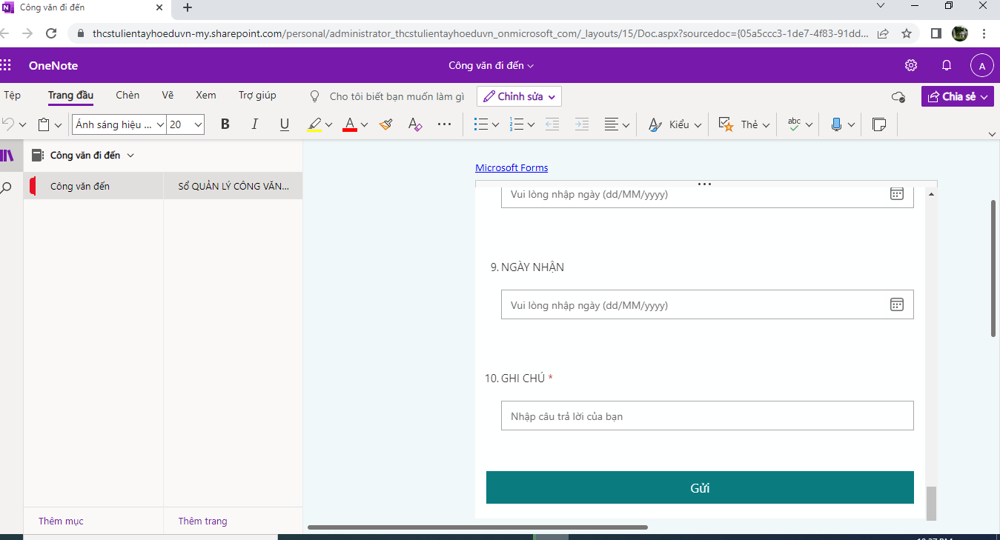 Công văn đi đến
thcstulientayhoeduvn-my.sharepoint.com/personal/administrator_thcstulientayhoeduvn_onmicrosoft_com/_layouts/15/Doc.aspx?sourcedoc={05a5ccc3-1de7-4f83-91dd...
OneNote
Công văn đi đến
A
Tệp
Trang đầu
Chèn
Vẽ
Xem
Trợ giúp
Cho tôi biết bạn muốn làm gì
Chỉnh sửa
Chia sẻ
Ánh sáng hiệu ...
20
B
I
U
A
A
Kiểu
Thẻ
abc
Công văn đi đến
Công văn đến
SỔ QUẢN LÝ CÔNG VĂN...
Microsoft Forms
Vui lòng nhập ngày (dd/MM/yyyy)
9. NGÀY NHẬN
Vui lòng nhập ngày (dd/MM/yyyy)
10. GHI CHÚ *
Nhập câu trả lời của bạn
Gửi
Thêm mục
Thêm trang